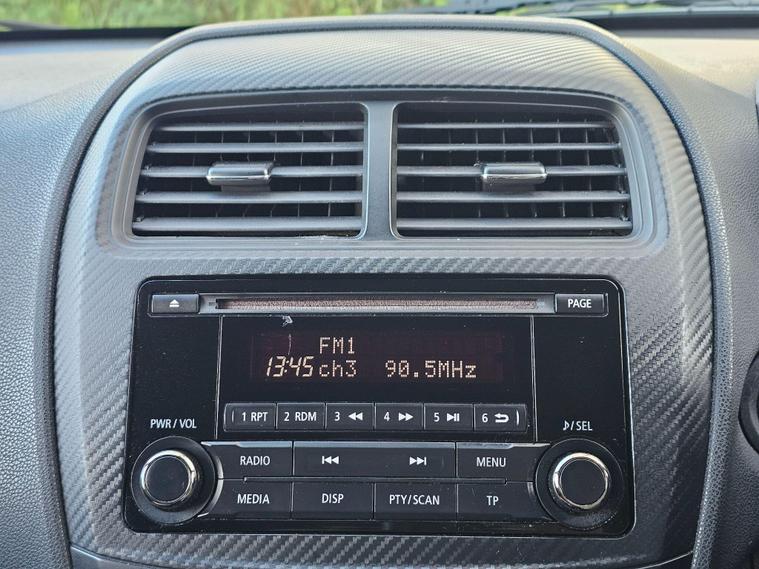 PAGE
FM1
13:45 ch3 90.5MHz
1 RPT 2 RDM 3 4 5 6
PWR / VOL ♪/SEL
RADIO MENU
MEDIA DISP PTY/SCAN TP